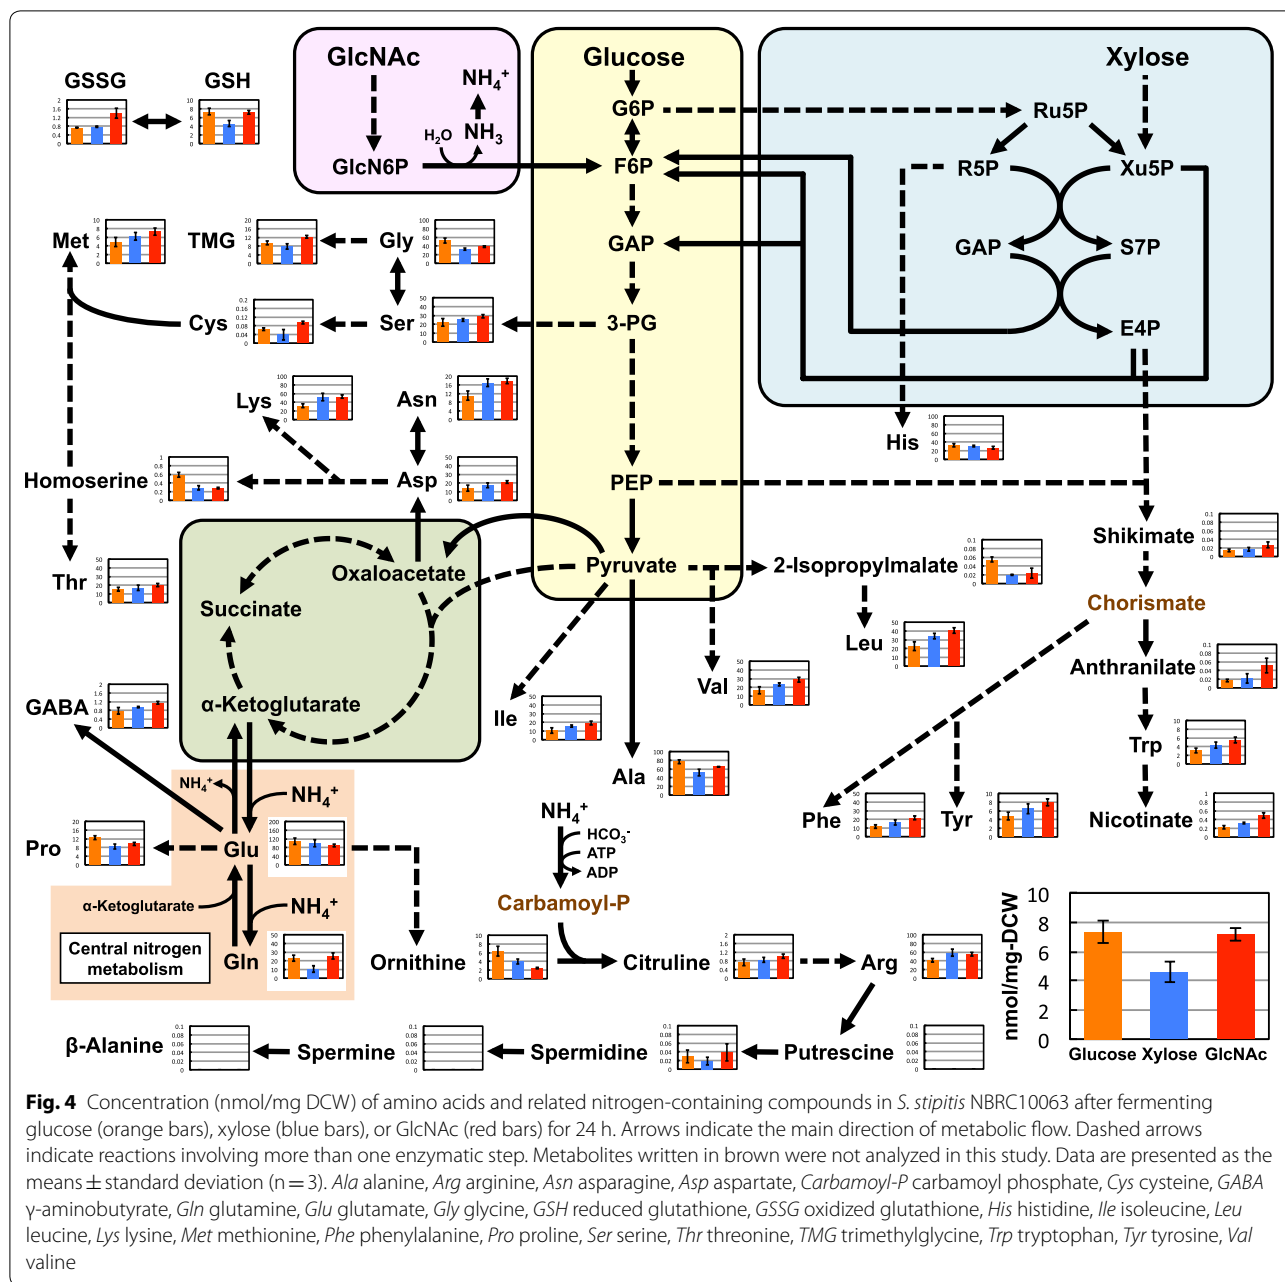 GlcNAc
Glucose
Xylose
GSSG
GSH
NH4+
G6P
Ru5P
H2O
NH3
GlcN6P
F6P
R5P
Xu5P
Met
TMG
Gly
GAP
GAP
S7P
Cys
Ser
3-PG
E4P
Lys
Asn
His
Homoserine
Asp
PEP
Shikimate
Oxaloacetate
Pyruvate
2-Isopropylmalate
Thr
Succinate
Chorismate
Leu
Anthranilate
GABA
α-Ketoglutarate
Ile
Val
Trp
Ala
NH4+
NH4+
NH4+
HCO3-
ATP
ADP
Phe
Tyr
Nicotinate
Pro
Glu
α-Ketoglutarate
NH4+
Carbamoyl-P
Central nitrogen
metabolism
Gln
Ornithine
Citruline
Arg
β-Alanine
Spermine
Spermidine
Putrescine
nmol/mg-DCW
10
8
6
4
2
0
Glucose Xylose GlcNAc
Fig. 4 Concentration (nmol/mg DCW) of amino acids and related nitrogen-containing compounds in S. stipitis NBRC10063 after fermenting
glucose (orange bars), xylose (blue bars), or GlcNAc (red bars) for 24 h. Arrows indicate the main direction of metabolic flow. Dashed arrows
indicate reactions involving more than one enzymatic step. Metabolites written in brown were not analyzed in this study. Data are presented as the
means ± standard deviation (n = 3). Ala alanine, Arg arginine, Asn asparagine, Asp aspartate, Carbamoyl-P carbamoyl phosphate, Cys cysteine, GABA
γ-aminobutyrate, Gln glutamine, Glu glutamate, Gly glycine, GSH reduced glutathione, GSSG oxidized glutathione, His histidine, Ile isoleucine, Leu
leucine, Lys lysine, Met methionine, Phe phenylalanine, Pro proline, Ser serine, Thr threonine, TMG trimethylglycine, Trp tryptophan, Tyr tyrosine, Val
valine